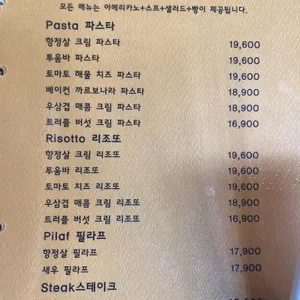 모든 메뉴는 아메리카노+스프+샐러드+빵이 제공됩니다.
Pasta 파스타
항정살 크림 파스타 19,600
투움바 파스타 19,600
토마토 해물 치즈 파스타 19,600
베이컨 까르보나라 파스타 18,900
우삼겹 매콤 크림 파스타 18,900
트러플 버섯 크림 파스타 16,900
Risotto 리조또
항정살 크림 리조또 19,600
투움바 리조또 19,600
토마토 치즈 리조또 19,600
우삼겹 매콤 크림 리조또 18,900
트러플 버섯 크림 리조또 16,900
Pilaf 필라프
항정살 필라프 17,900
새우 필라프 17,900
Steak스테이크